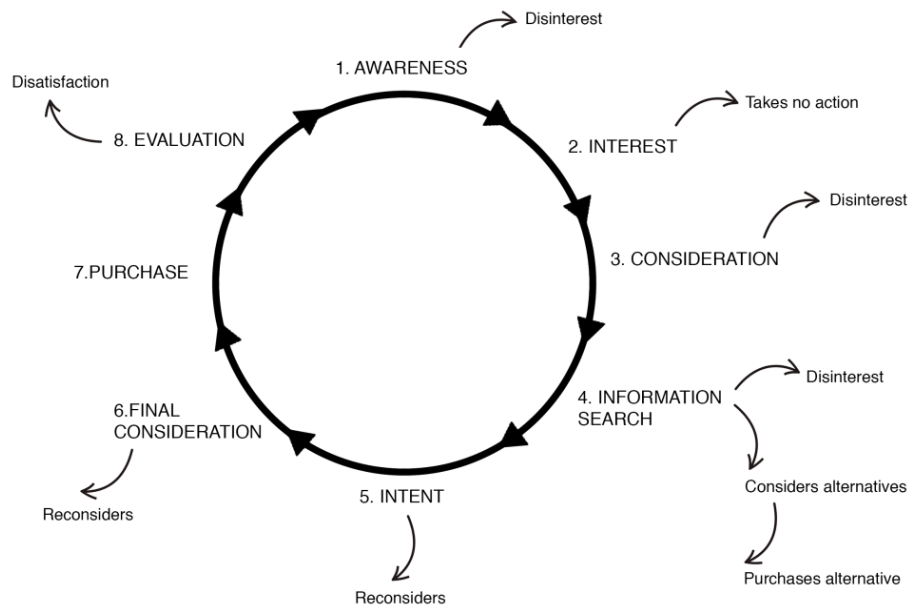 Disinterest
1. AWARENESS
Disatisfaction
8. EVALUATION
2. INTEREST
Takes no action
Disinterest
3. CONSIDERATION
7.PURCHASE
Disinterest
4. INFORMATION
SEARCH
6.FINAL
CONSIDERATION
Considers alternatives
5. INTENT
Reconsiders
Purchases alternative
Reconsiders